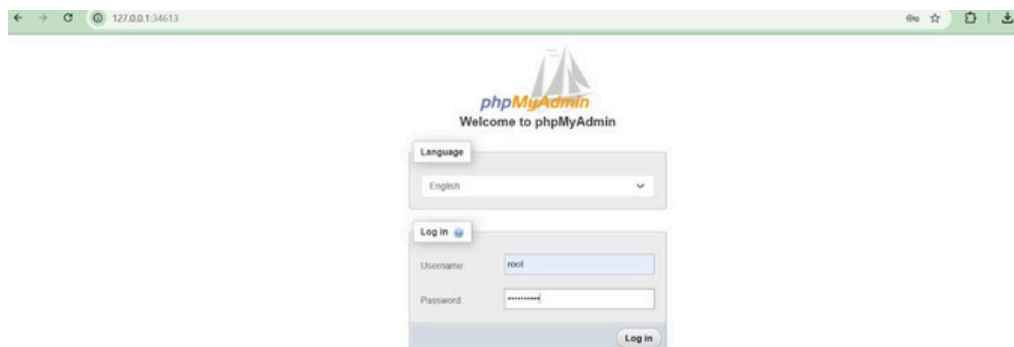 127.0.0.1:34613
phpMyAdmin
Welcome to phpMyAdmin
Language
English
Log in
Username:
root
Password:
••••••••••
Log in